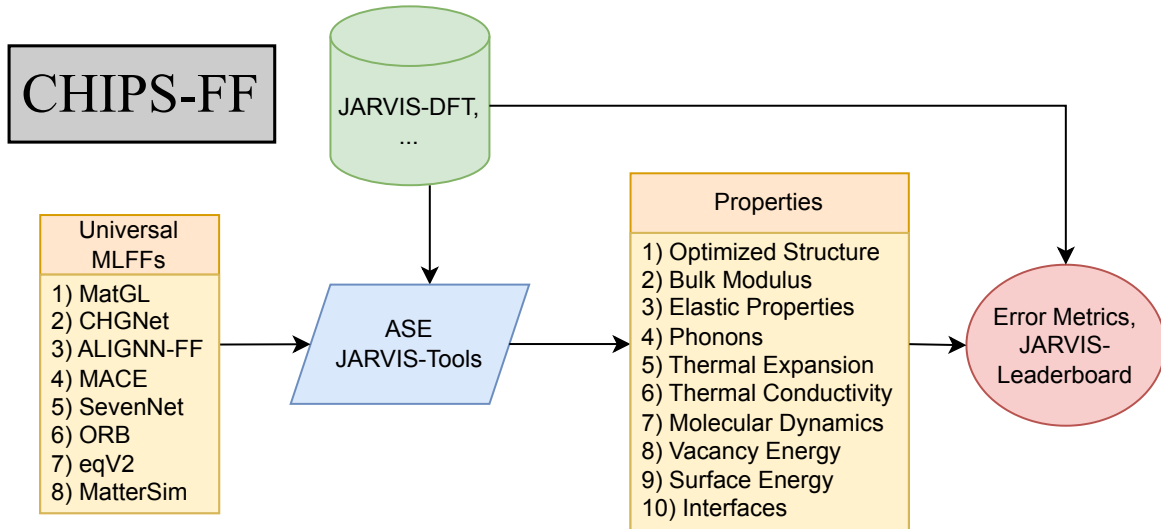 CHIPS-FF
JARVIS-DFT,
...
Universal
MLFFs
1) MatGL
2) CHGNet
3) ALIGNN-FF
4) MACE
5) SevenNet
6) ORB
7) eqV2
8) MatterSim
ASE
JARVIS-Tools
Properties
1) Optimized Structure
2) Bulk Modulus
3) Elastic Properties
4) Phonons
5) Thermal Expansion
6) Thermal Conductivity
7) Molecular Dynamics
8) Vacancy Energy
9) Surface Energy
10) Interfaces
Error Metrics,
JARVIS-
Leaderboard